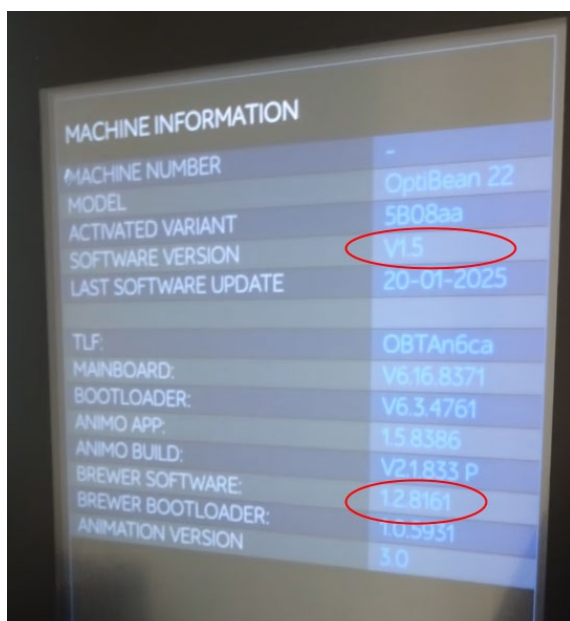 MACHINE INFORMATION
MACHINE NUMBER -
MODEL OptiBean 22
ACTIVATED VARIANT 5B08aa
SOFTWARE VERSION V1.5
LAST SOFTWARE UPDATE 20-01-2025
TLF: OBTAn6ca
MAINBOARD: V6.16.8371
BOOTLOADER: V6.3.4761
ANIMO APP: 1.5.8386
ANIMO BUILD: V2.1.833 P
BREWER SOFTWARE: 1.2.8161
BREWER BOOTLOADER: 1.0.5931
ANIMATION VERSION 3.0